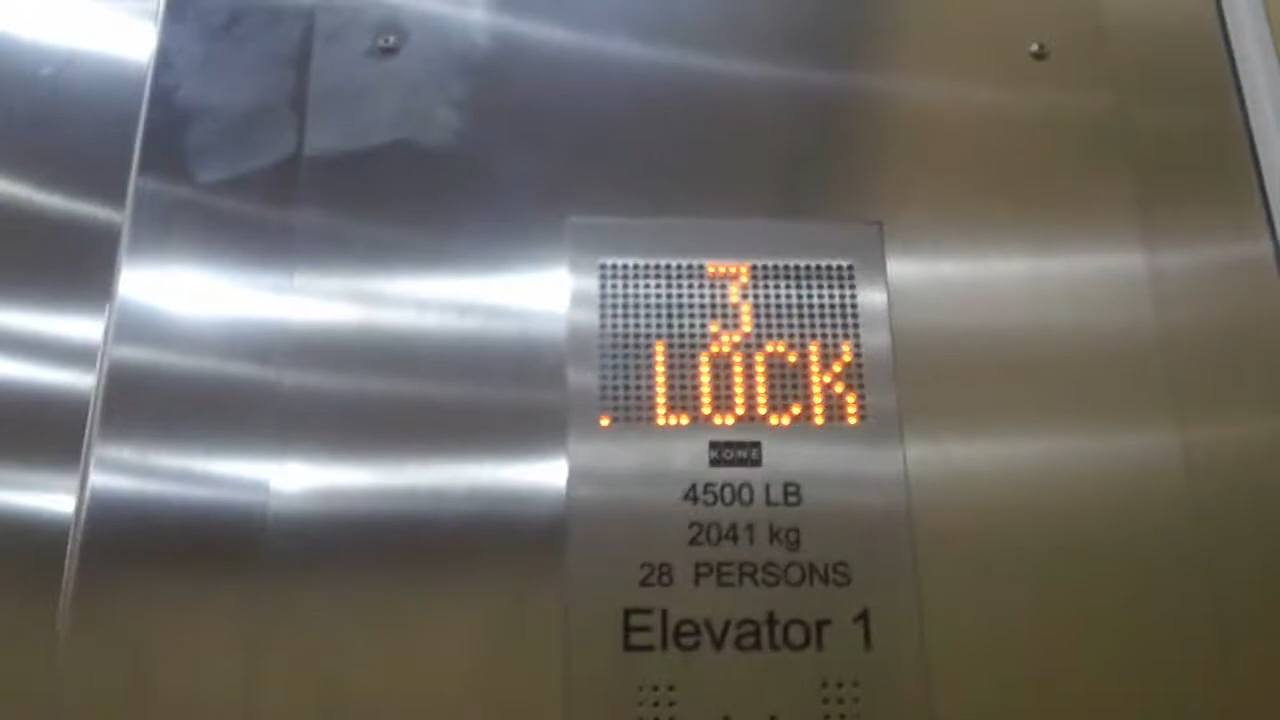 3
. LOCK
KONE
4500 LB
2041 kg
28 PERSONS
Elevator 1